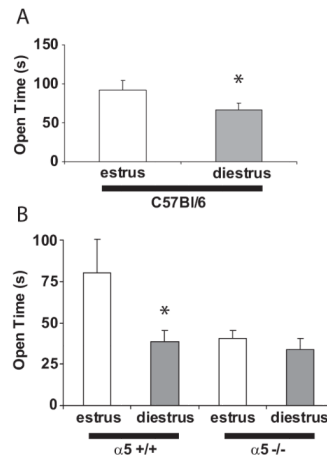 A
150
100
50
0
Open Time (s)
*
estrus diestrus
C57Bl/6
B
100
75
50
25
0
Open Time (s)
*
estrus diestrus estrus diestrus
α5 +/+ α5 -/-